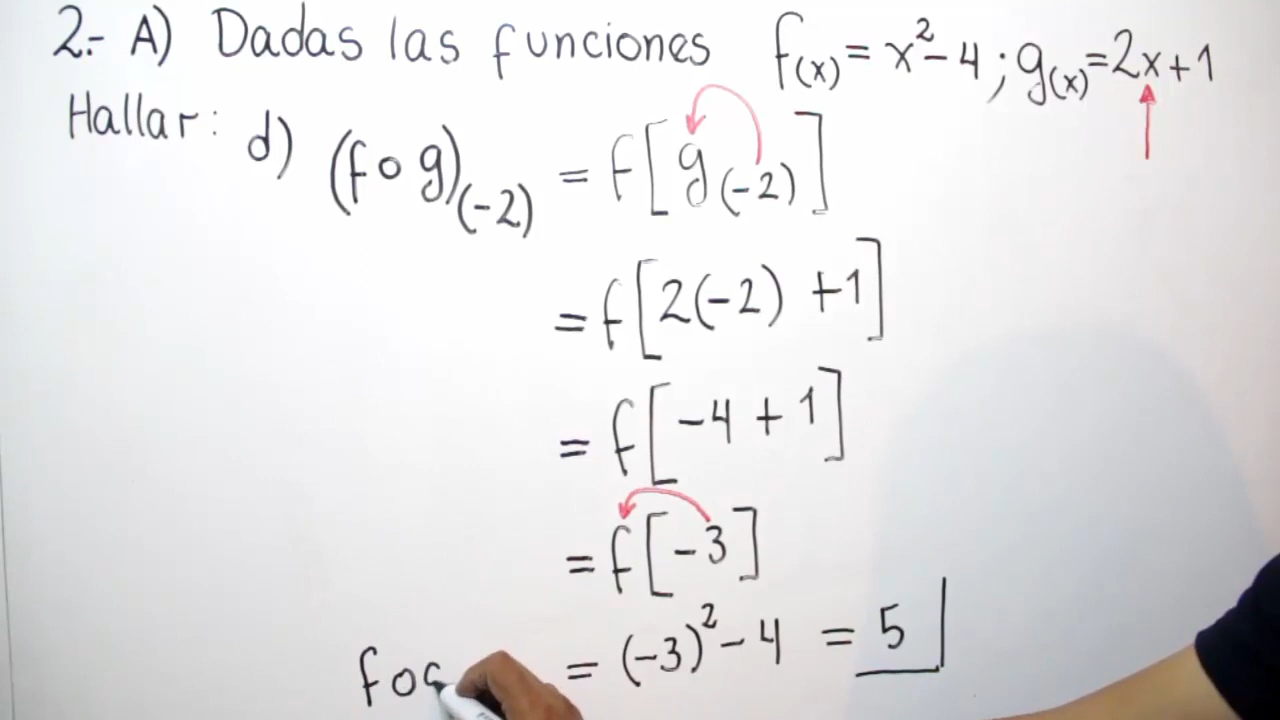 2.- A) Dadas las funciones f(x) = x² - 4 ; g(x) = 2x + 1
Hallar: d) (f o g)(-2) = f[g(-2)]
= f[2(-2) + 1]
= f[-4 + 1]
= f[-3]
fog = (-3)² - 4 = 5